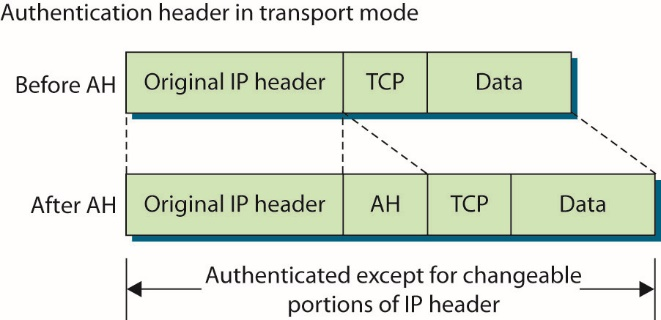 Authentication header in transport mode
Before AH
Original IP header
TCP
Data
After AH
Original IP header
AH
TCP
Data
Authenticated except for changeable
portions of IP header